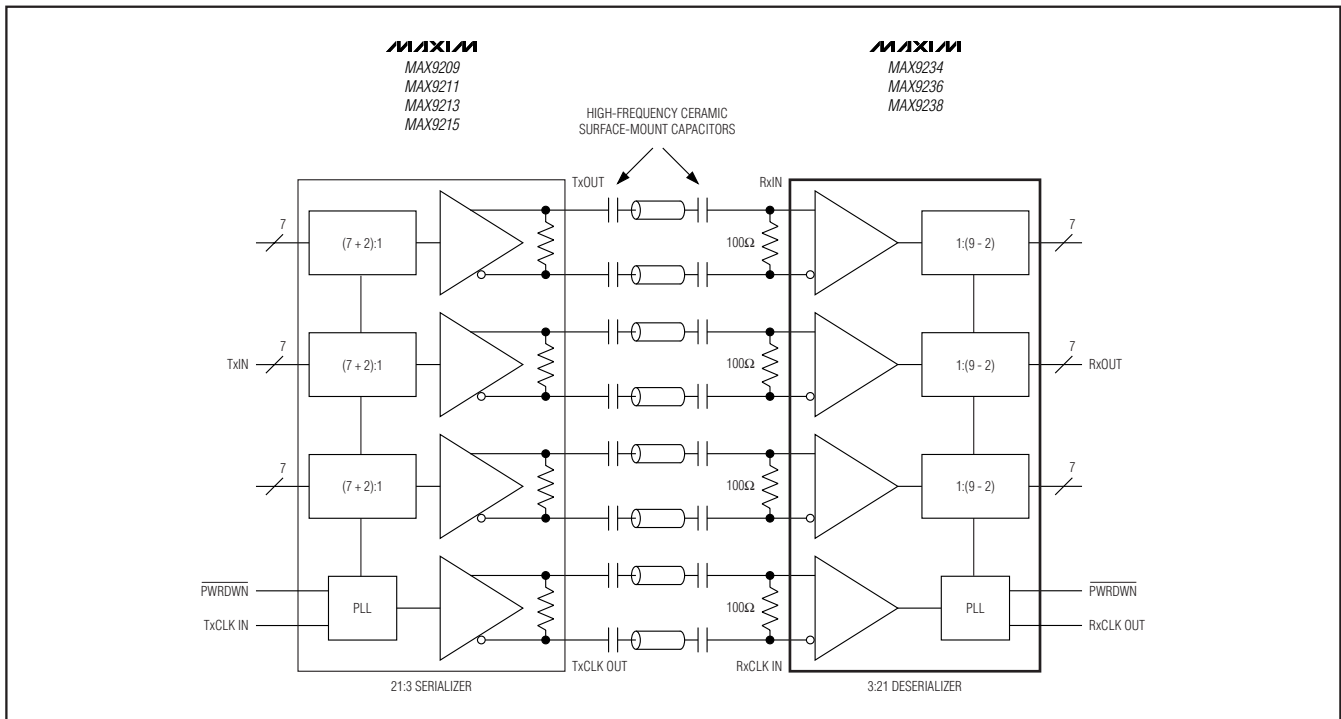 MAXIM
MAX9209
MAX9211
MAX9213
MAX9215
MAXIM
MAX9234
MAX9236
MAX9238
HIGH-FREQUENCY CERAMIC
SURFACE-MOUNT CAPACITORS
TxOUT
RxIN
7
(7 + 2):1
100Ω
1:(9 - 2)
7
TxIN
7
(7 + 2):1
100Ω
1:(9 - 2)
7
RxOUT
7
(7 + 2):1
100Ω
1:(9 - 2)
7
PWRDWN
TxCLK IN
PLL
100Ω
PLL
PWRDWN
RxCLK OUT
TxCLK OUT
RxCLK IN
21:3 SERIALIZER
3:21 DESERIALIZER